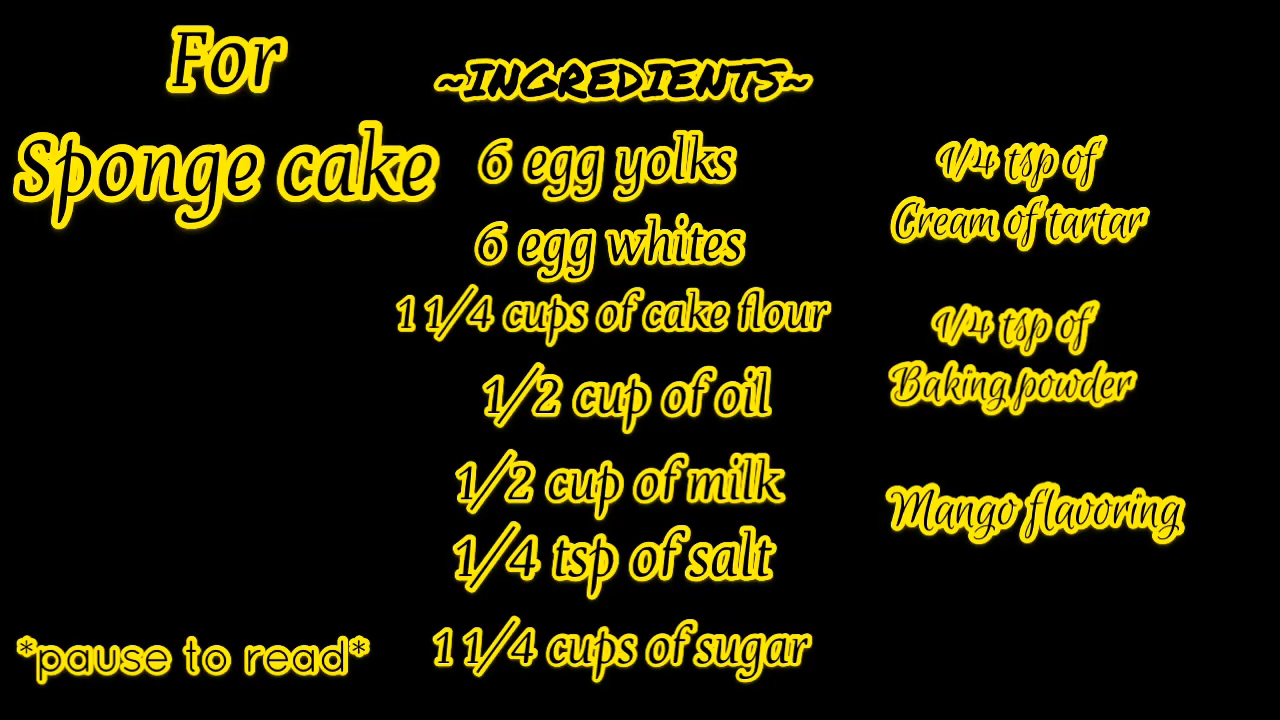 For
Sponge cake
~INGREDIENTS~
6 egg yolks
6 egg whites
1 1/4 cups of cake flour
1/2 cup of oil
1/2 cup of milk
1/4 tsp of salt
1 1/4 cups of sugar
1/4 tsp of
Cream of tartar
1/4 tsp of
Baking powder
Mango flavoring
*pause to read*